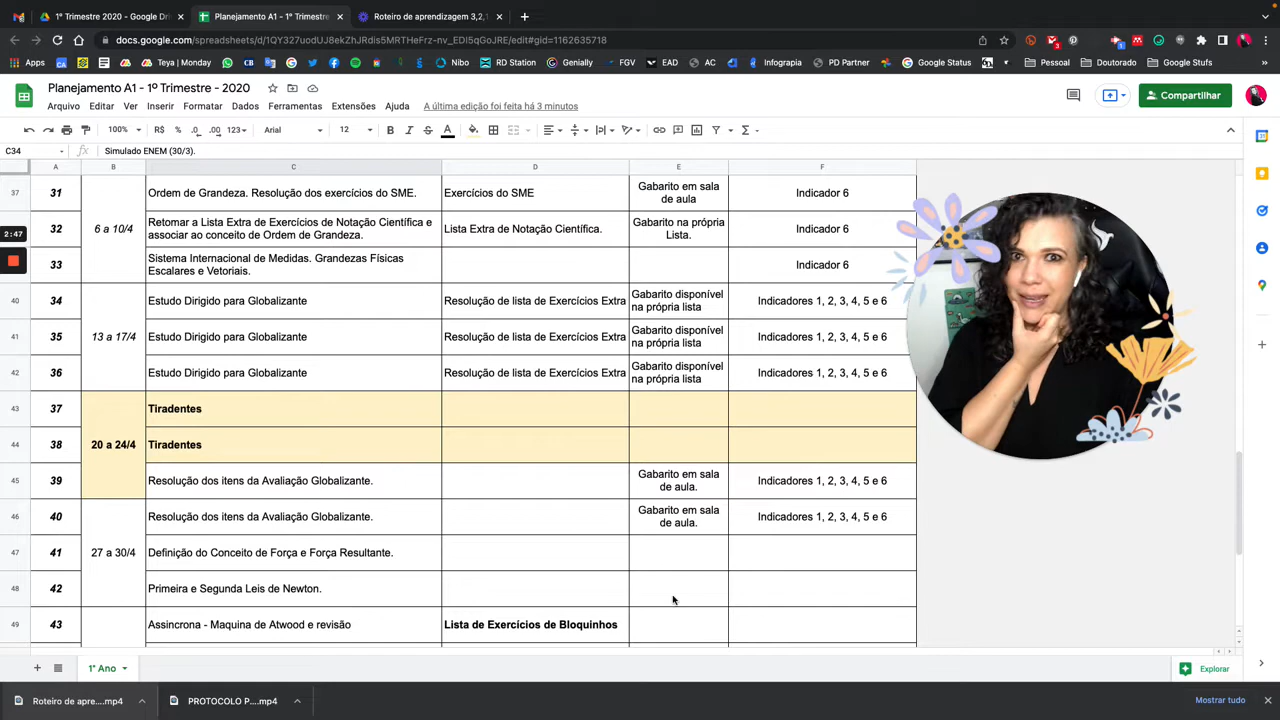 1º Trimestre 2020 - Google Dri
Planejamento A1 - 1º Trimestre
Roteiro de aprendizagem 3,2,1
docs.google.com/spreadsheets/d/1QY327uodUJ8ekZhJRdis5MRTHeFrz-nv_EDI5qGoJRE/edit#gid=1162635718
Apps
Teya | Monday
Nibo
RD Station
Genially
FGV
EAD
AC
Infograpia
PD Partner
Google Status
Pessoal
Doutorado
Google Stufs
Planejamento A1 - 1º Trimestre - 2020
Arquivo Editar Ver Inserir Formatar Dados Ferramentas Extensões Ajuda A última edição foi feita há 3 minutos
Compartilhar
100% R$ % .0 .00 123 Arial 12
C34 Simulado ENEM (30/3).
A B C D E F
37 31 Ordem de Grandeza. Resolução dos exercícios do SME. Exercícios do SME Gabarito em sala de aula Indicador 6
2:47
32 6 a 10/4 Retomar a Lista Extra de Exercícios de Notação Científica e associar ao conceito de Ordem de Grandeza. Lista Extra de Notação Científica. Gabarito na própria Lista. Indicador 6
33 Sistema Internacional de Medidas. Grandezas Físicas Escalares e Vetoriais. Indicador 6
40 34 Estudo Dirigido para Globalizante Resolução de lista de Exercícios Extra Gabarito disponível na própria lista Indicadores 1, 2, 3, 4, 5 e 6
41 35 13 a 17/4 Estudo Dirigido para Globalizante Resolução de lista de Exercícios Extra Gabarito disponível na própria lista Indicadores 1, 2, 3, 4, 5 e 6
42 36 Estudo Dirigido para Globalizante Resolução de lista de Exercícios Extra Gabarito disponível na própria lista Indicadores 1, 2, 3, 4, 5 e 6
43 37 Tiradentes
44 38 20 a 24/4 Tiradentes
45 39 Resolução dos itens da Avaliação Globalizante. Gabarito em sala de aula. Indicadores 1, 2, 3, 4, 5 e 6
46 40 Resolução dos itens da Avaliação Globalizante. Gabarito em sala de aula. Indicadores 1, 2, 3, 4, 5 e 6
47 41 27 a 30/4 Definição do Conceito de Força e Força Resultante.
48 42 Primeira e Segunda Leis de Newton.
49 43 Assincrona - Maquina de Atwood e revisão Lista de Exercícios de Bloquinhos
1° Ano
Explorar
Roteiro de apre....mp4
PROTOCOLO P....mp4
Mostrar tudo